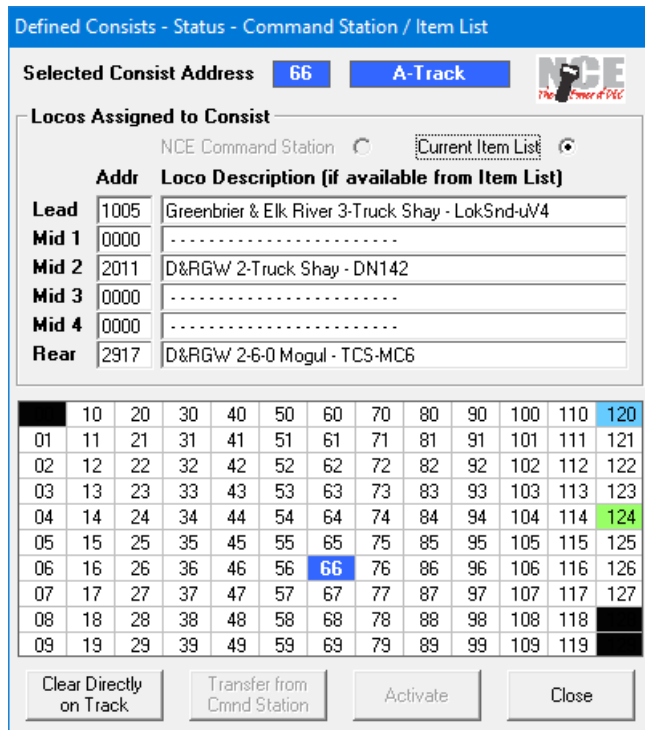 Defined Consists - Status - Command Station / Item List
Selected Consist Address 66 A-Track
NCE
Locos Assigned to Consist
NCE Command Station Current Item List
Addr Loco Description (if available from Item List)
Lead 1005 Greenbrier & Elk River 3-Truck Shay - LokSnd-uV4
Mid 1 0000 - - - - - - - - - - - - - - - - - - - - - - - -
Mid 2 2011 D&RGW 2-Truck Shay - DN142
Mid 3 0000 - - - - - - - - - - - - - - - - - - - - - - - -
Mid 4 0000 - - - - - - - - - - - - - - - - - - - - - - - -
Rear 2917 D&RGW 2-6-0 Mogul - TCS-MC6
10 20 30 40 50 60 70 80 90 100 110 120
01 11 21 31 41 51 61 71 81 91 101 111 121
02 12 22 32 42 52 62 72 82 92 102 112 122
03 13 23 33 43 53 63 73 83 93 103 113 123
04 14 24 34 44 54 64 74 84 94 104 114 124
05 15 25 35 45 55 65 75 85 95 105 115 125
06 16 26 36 46 56 66 76 86 96 106 116 126
07 17 27 37 47 57 67 77 87 97 107 117 127
08 18 28 38 48 58 68 78 88 98 108 118
09 19 29 39 49 59 69 79 89 99 109 119
Clear Directly
on Track
Transfer from
Cmnd Station
Activate
Close